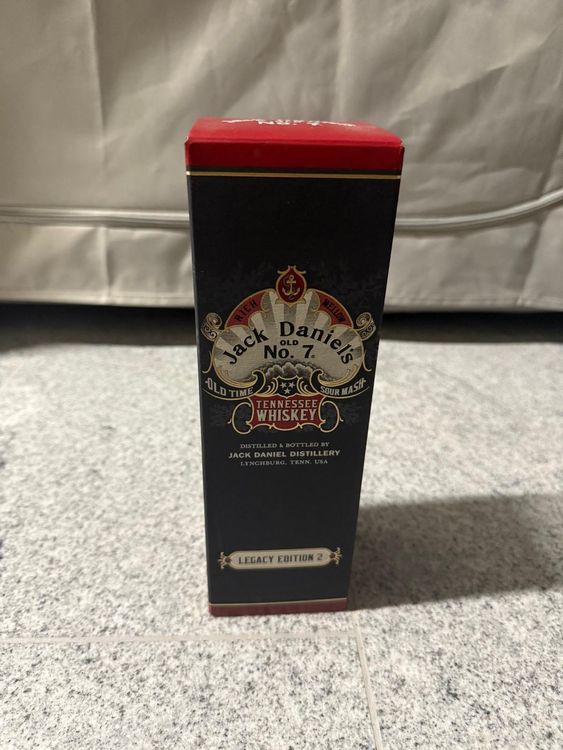 RICH MELLOW
Jack Daniel's
OLD
No. 7
OLD TIME SOUR MASH
TENNESSEE
WHISKEY
DISTILLED & BOTTLED BY
JACK DANIEL DISTILLERY
LYNCHBURG, TENN. USA
LEGACY EDITION 2